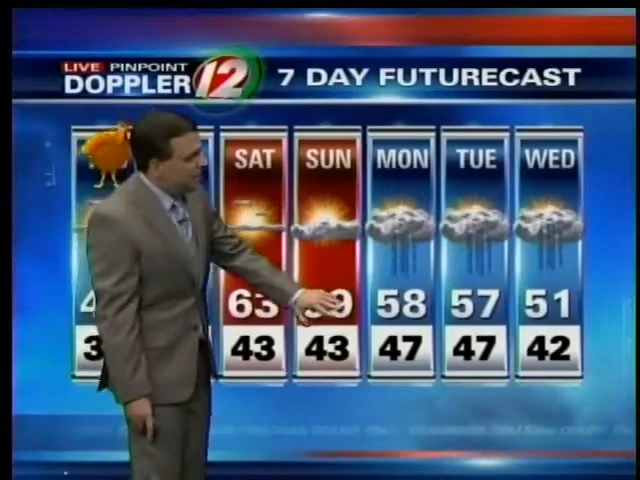 LIVE PINPOINT
DOPPLER 12
7 DAY FUTURECAST
SAT SUN MON TUE WED
63 58 57 51
43 43 47 47 42